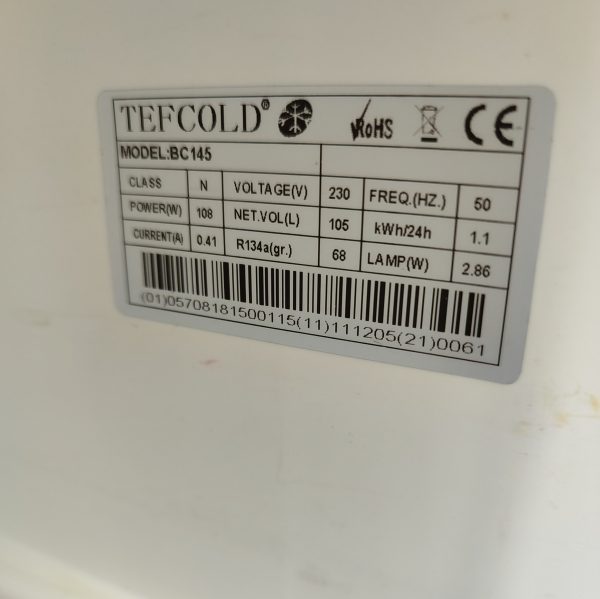 TEFCOLD® RoHS CE
MODEL:BC145
CLASS N VOLTAGE(V) 230 FREQ.(HZ.) 50
POWER(W) 108 NET.VOL(L) 105 kWh/24h 1.1
CURRENT(A) 0.41 R134a(gr.) 68 LAMP(W) 2.86
(01)05708181500115(11)111205(21)0061